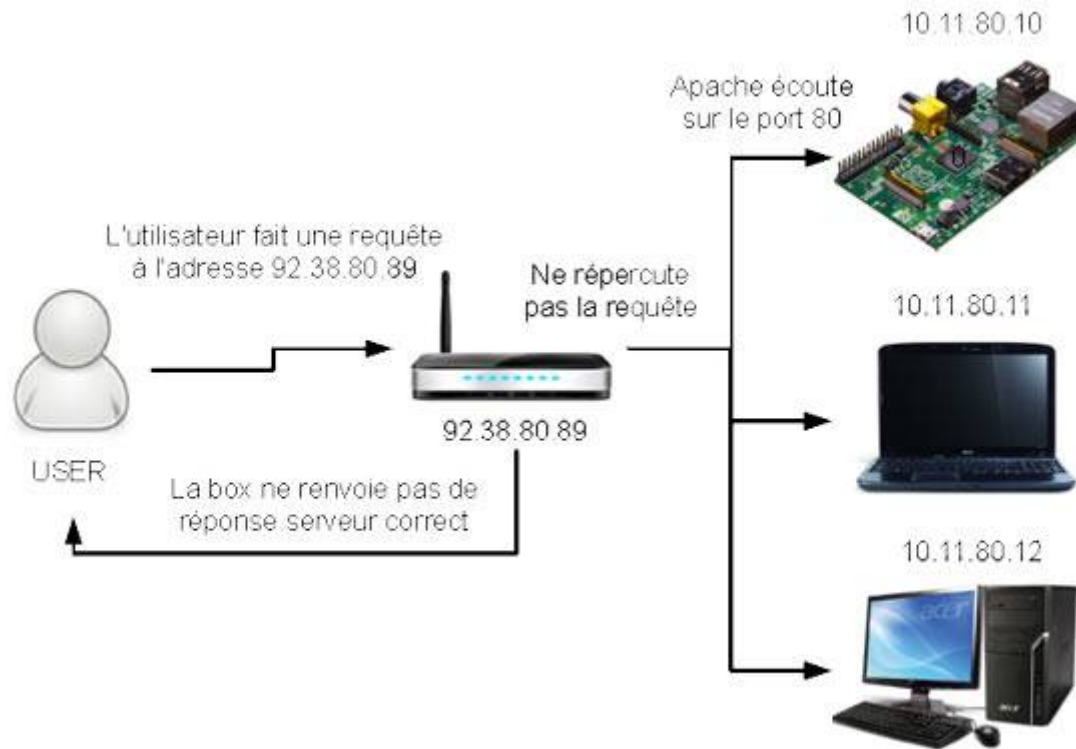 10.11.80.10
Apache écoute
sur le port 80
L'utilisateur fait une requête
à l'adresse 92.38.80.89
Ne répercute
pas la requête
10.11.80.11
92.38.80.89
USER
La box ne renvoie pas de
réponse serveur correct
10.11.80.12
acer
acer